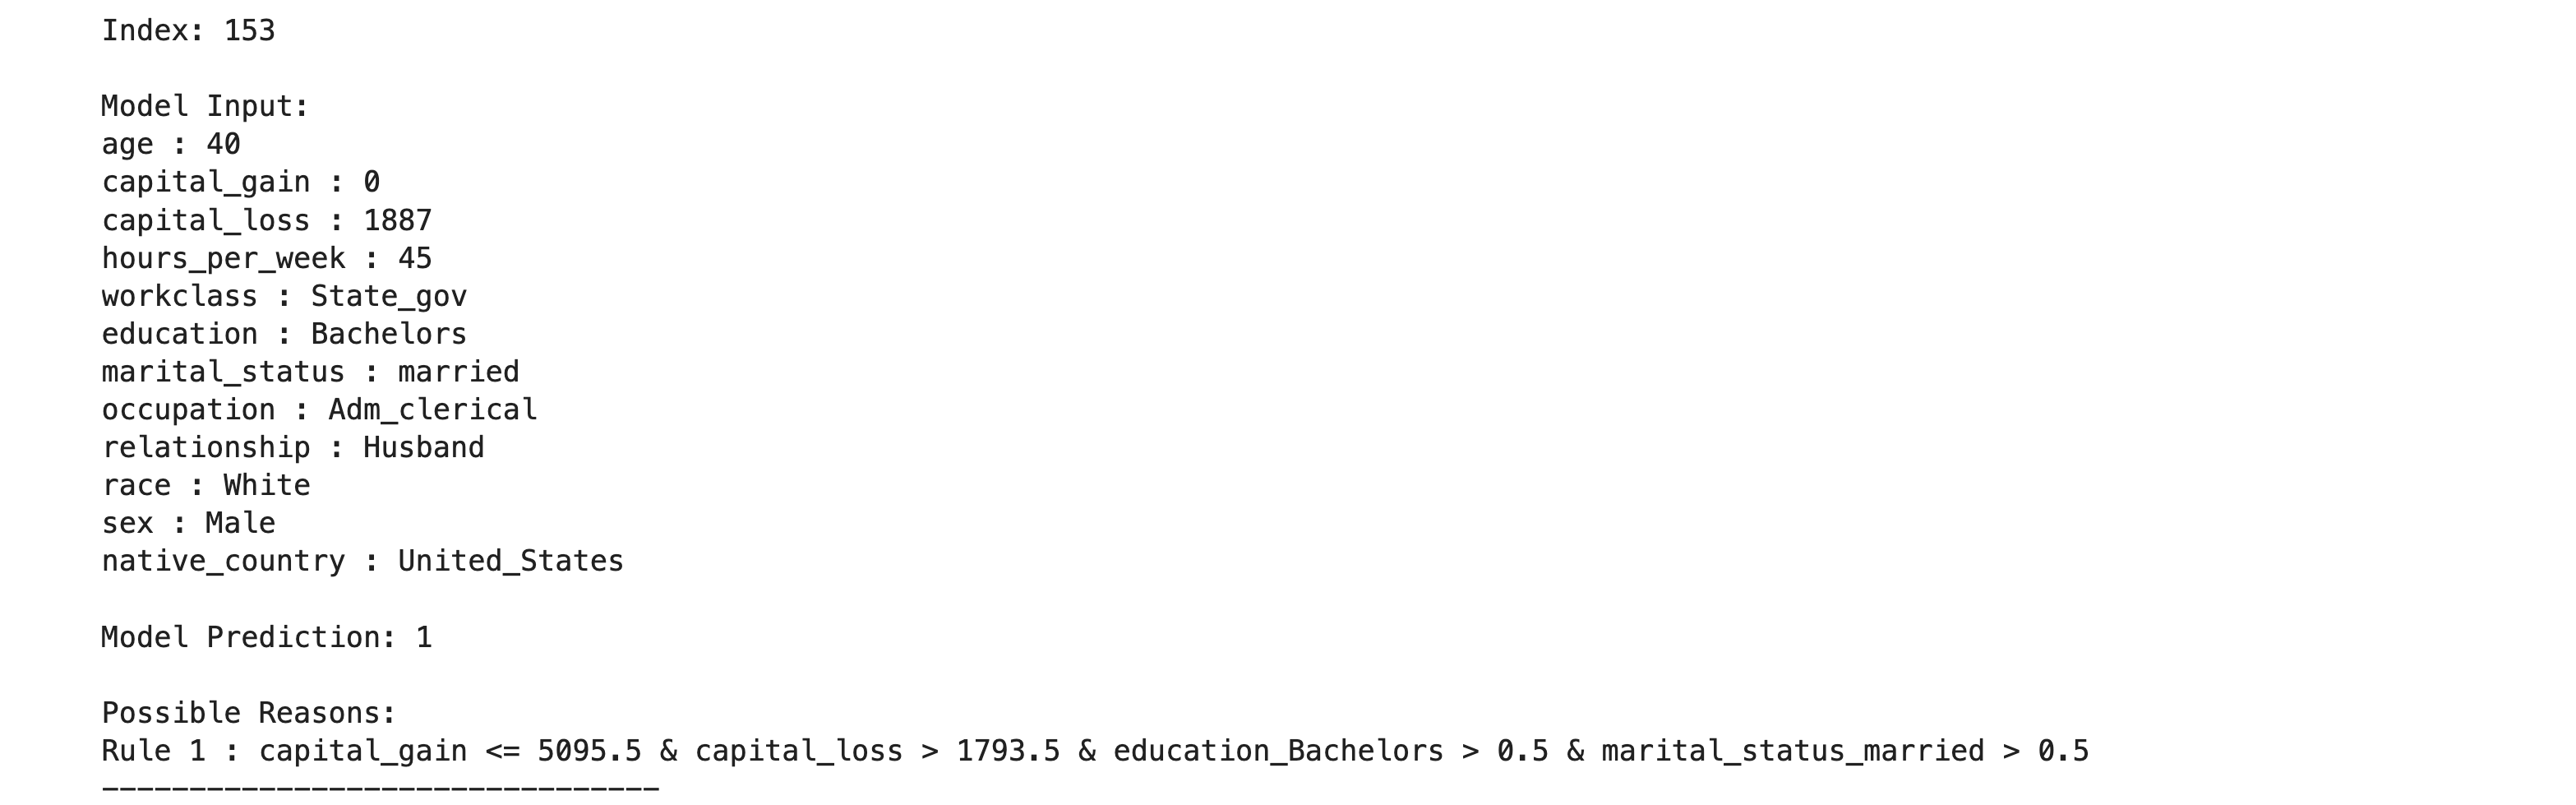 Index: 153
Model Input:
age : 40
capital_gain : 0
capital_loss : 1887
hours_per_week : 45
workclass : State_gov
education : Bachelors
marital_status : married
occupation : Adm_clerical
relationship : Husband
race : White
sex : Male
native_country : United_States
Model Prediction: 1
Possible Reasons:
Rule 1 : capital_gain <= 5095.5 & capital_loss > 1793.5 & education_Bachelors > 0.5 & marital_status_married > 0.5
--------------------------------